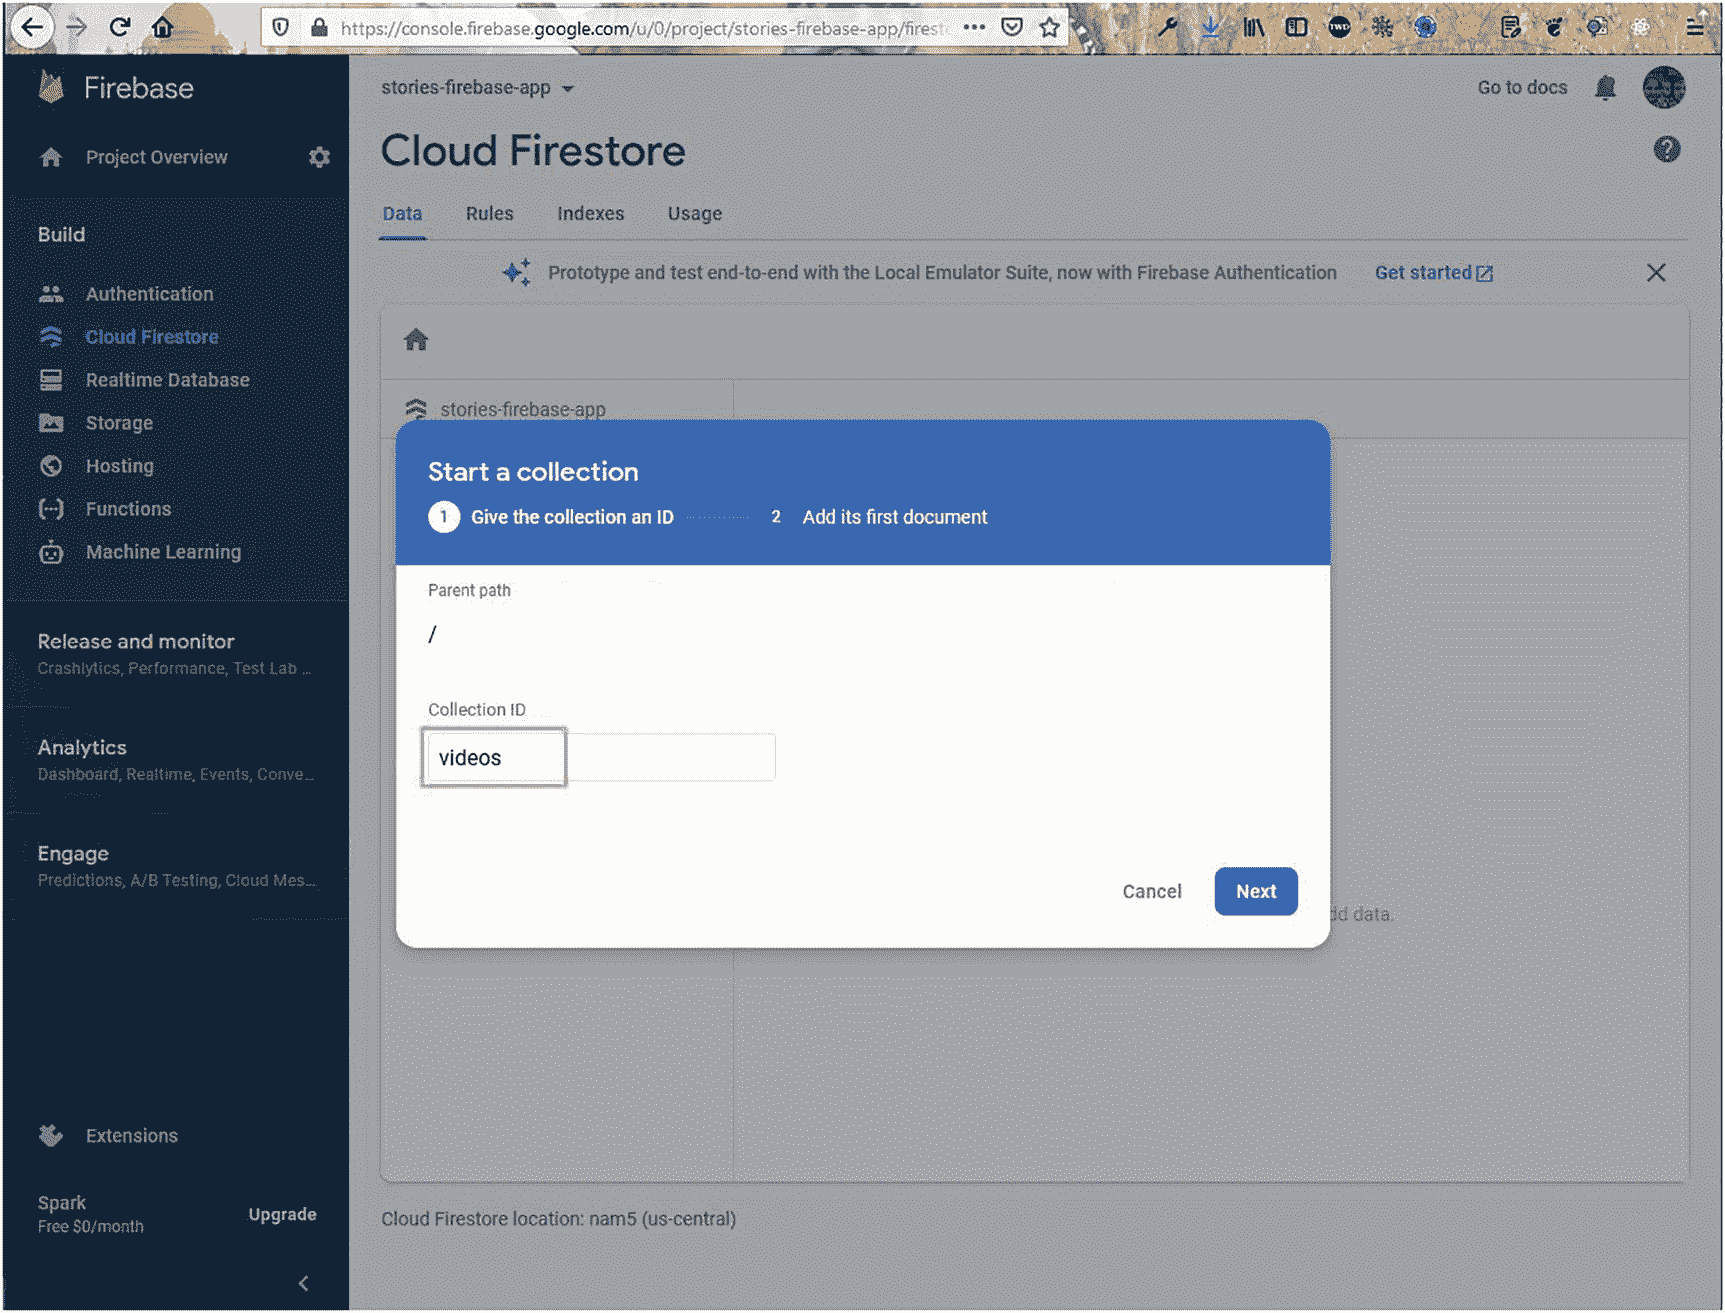 https://console.firebase.google.com/u/0/project/stories-firebase-app/firest
Firebase
Project Overview
Build
Authentication
Cloud Firestore
Realtime Database
Storage
Hosting
Functions
Machine Learning
Release and monitor
Crashlytics, Performance, Test Lab ...
Analytics
Dashboard, Realtime, Events, Conve...
Engage
Predictions, A/B Testing, Cloud Mes...
Extensions
Spark
Free $0/month
Upgrade
stories-firebase-app
Go to docs
Cloud Firestore
Data Rules Indexes Usage
Prototype and test end-to-end with the Local Emulator Suite, now with Firebase Authentication Get started
stories-firebase-app
Start a collection
1 Give the collection an ID 2 Add its first document
Parent path
/
Collection ID
videos
Cancel Next
dd data.
Cloud Firestore location: nam5 (us-central)